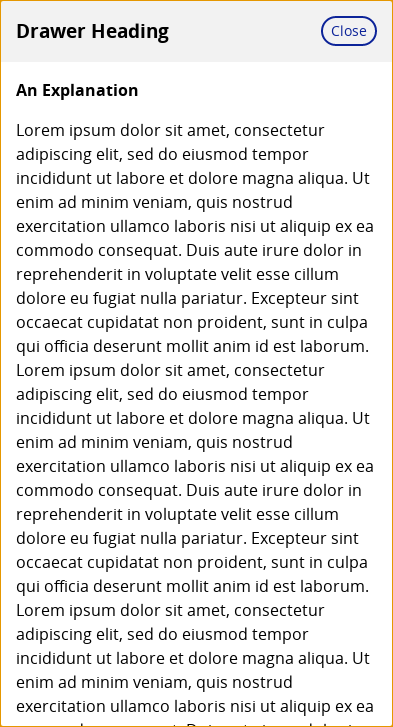 Drawer Heading
Close
An Explanation
Lorem ipsum dolor sit amet, consectetur
adipiscing elit, sed do eiusmod tempor
incididunt ut labore et dolore magna aliqua. Ut
enim ad minim veniam, quis nostrud
exercitation ullamco laboris nisi ut aliquip ex ea
commodo consequat. Duis aute irure dolor in
reprehenderit in voluptate velit esse cillum
dolore eu fugiat nulla pariatur. Excepteur sint
occaecat cupidatat non proident, sunt in culpa
qui officia deserunt mollit anim id est laborum.
Lorem ipsum dolor sit amet, consectetur
adipiscing elit, sed do eiusmod tempor
incididunt ut labore et dolore magna aliqua. Ut
enim ad minim veniam, quis nostrud
exercitation ullamco laboris nisi ut aliquip ex ea
commodo consequat. Duis aute irure dolor in
reprehenderit in voluptate velit esse cillum
dolore eu fugiat nulla pariatur. Excepteur sint
occaecat cupidatat non proident, sunt in culpa
qui officia deserunt mollit anim id est laborum.
Lorem ipsum dolor sit amet, consectetur
adipiscing elit, sed do eiusmod tempor
incididunt ut labore et dolore magna aliqua. Ut
enim ad minim veniam, quis nostrud
exercitation ullamco laboris nisi ut aliquip ex ea